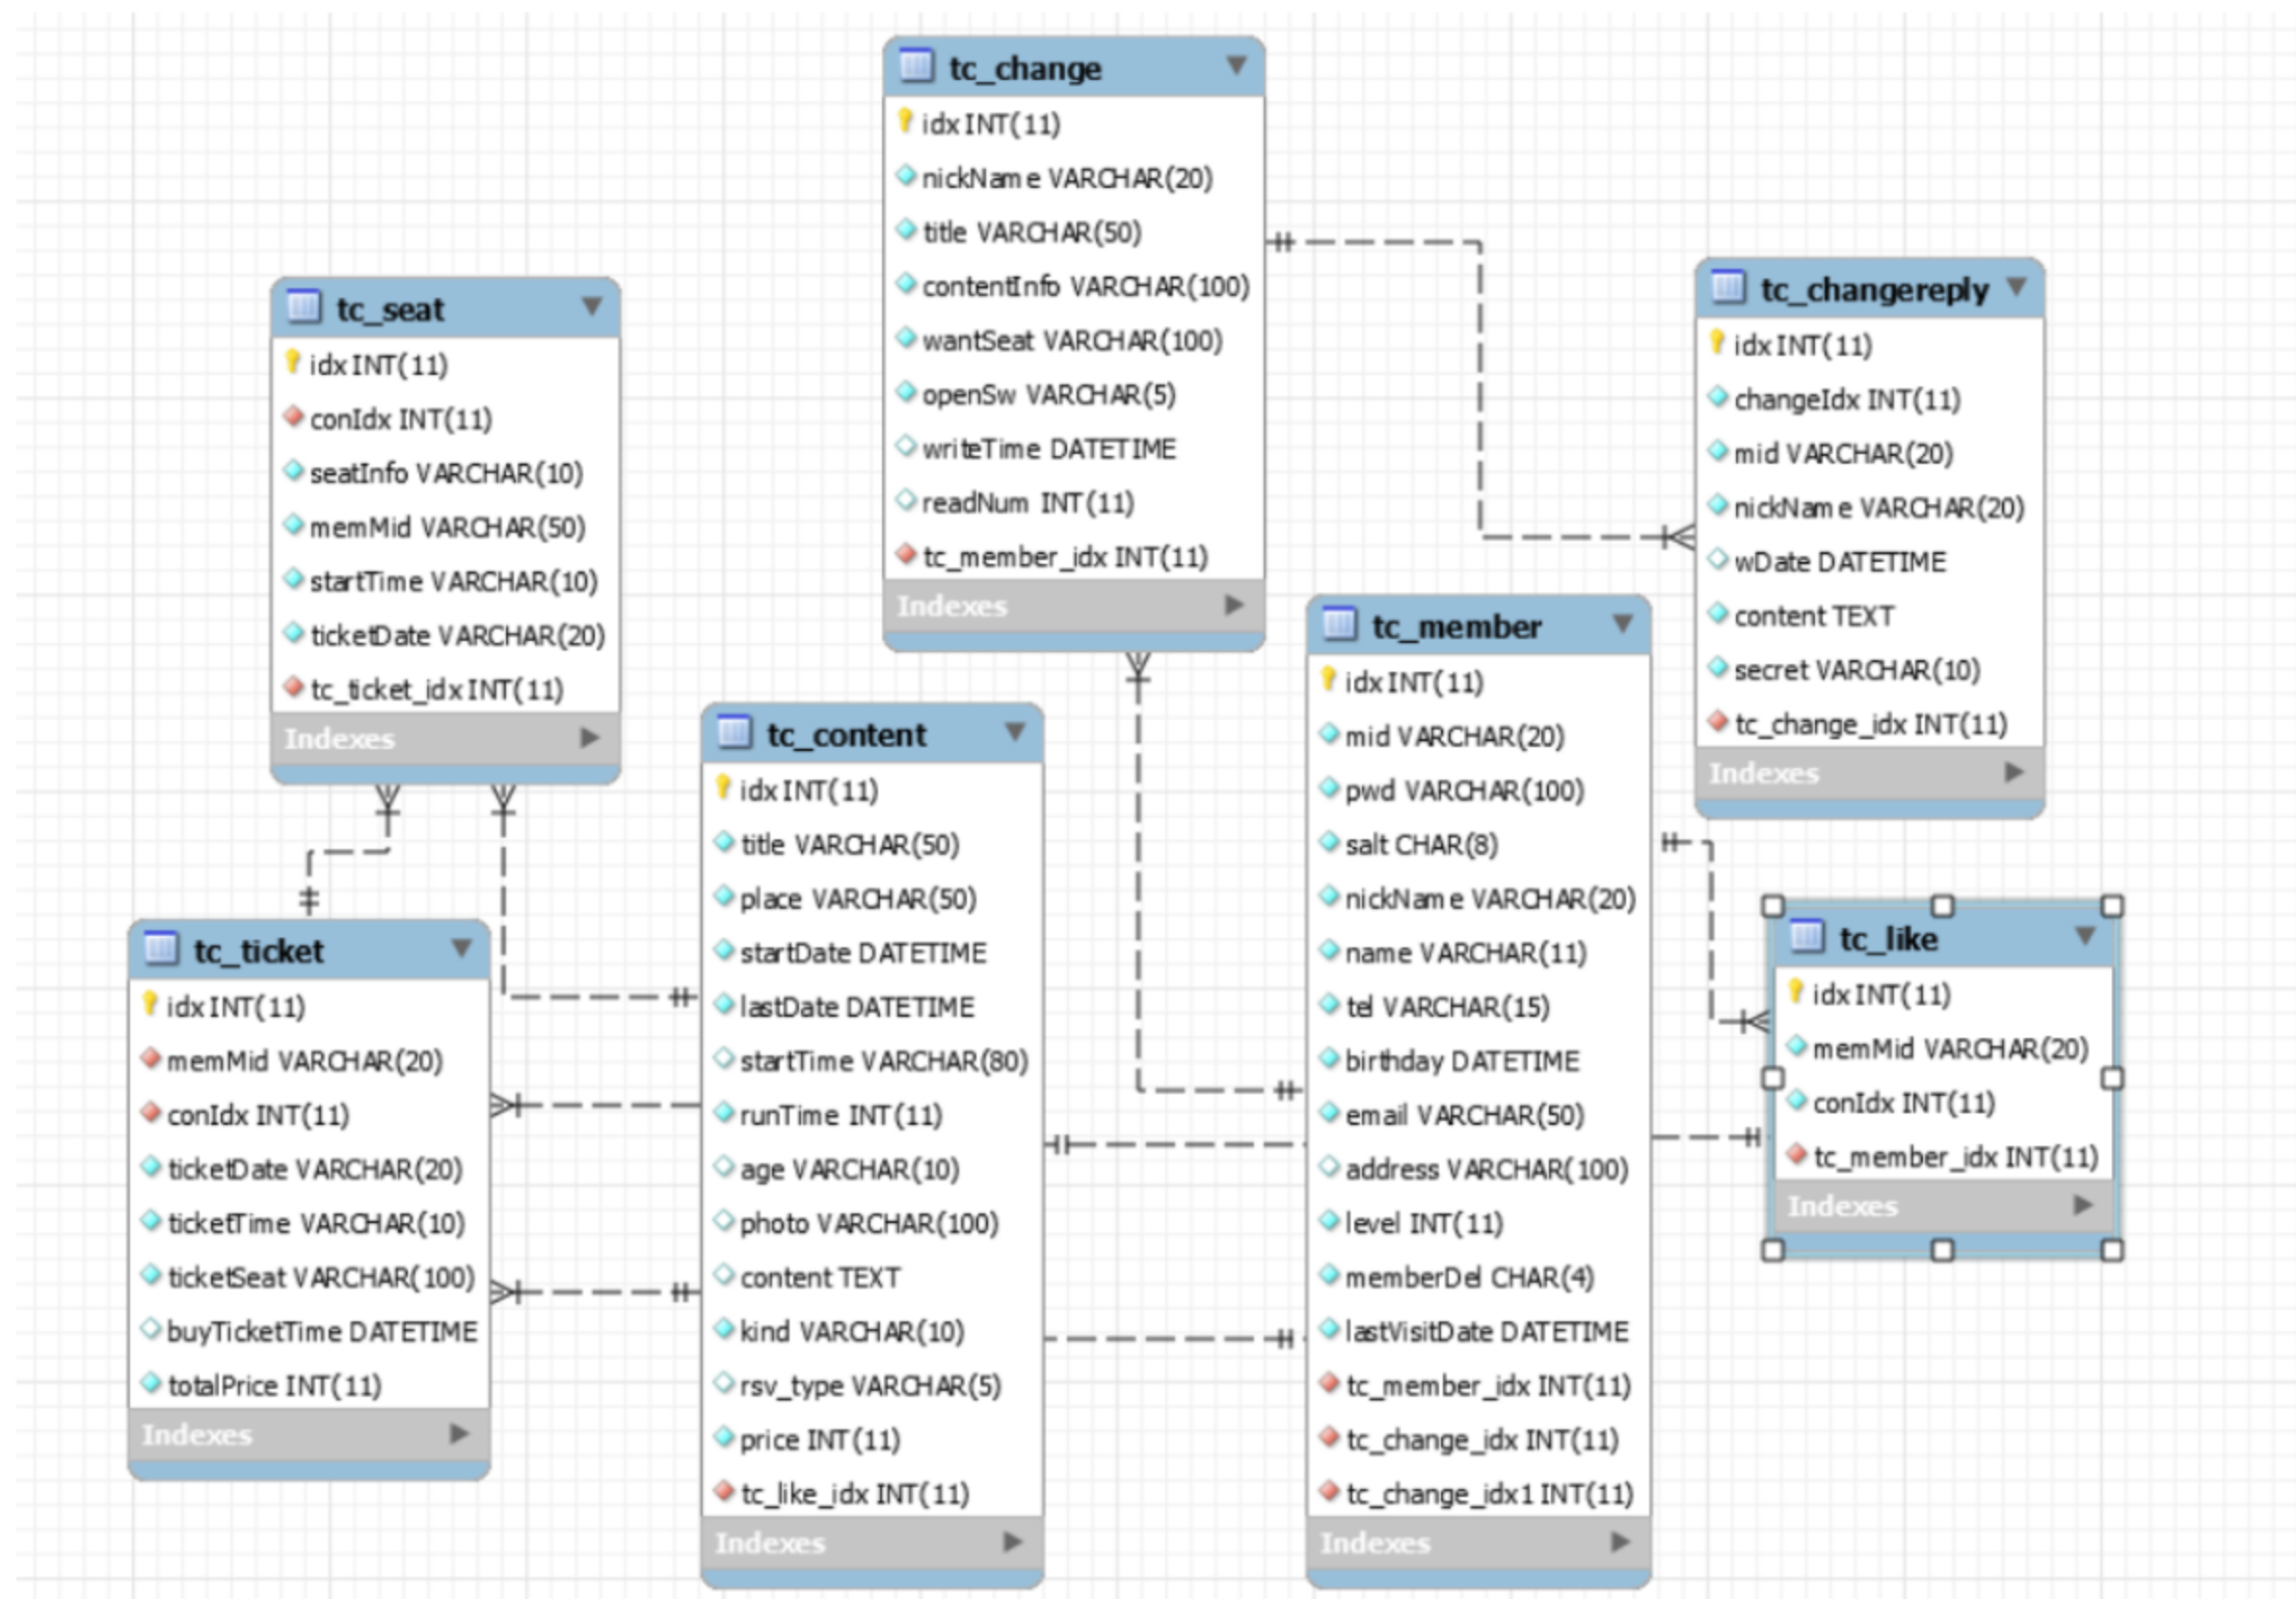 tc_change
idx INT(11)
nickName VARCHAR(20)
title VARCHAR(50)
contentInfo VARCHAR(100)
wantSeat VARCHAR(100)
openSw VARCHAR(5)
writeTime DATETIME
readNum INT(11)
tc_member_idx INT(11)
Indexes
tc_seat
idx INT(11)
conIdx INT(11)
seatInfo VARCHAR(10)
memMid VARCHAR(50)
startTime VARCHAR(10)
ticketDate VARCHAR(20)
tc_ticket_idx INT(11)
Indexes
tc_changereply
idx INT(11)
changeIdx INT(11)
mid VARCHAR(20)
nickName VARCHAR(20)
wDate DATETIME
content TEXT
secret VARCHAR(10)
tc_change_idx INT(11)
Indexes
tc_content
idx INT(11)
title VARCHAR(50)
place VARCHAR(50)
startDate DATETIME
lastDate DATETIME
startTime VARCHAR(80)
runTime INT(11)
age VARCHAR(10)
photo VARCHAR(100)
content TEXT
kind VARCHAR(10)
rsv_type VARCHAR(5)
price INT(11)
tc_like_idx INT(11)
Indexes
tc_member
idx INT(11)
mid VARCHAR(20)
pwd VARCHAR(100)
salt CHAR(8)
nickName VARCHAR(20)
name VARCHAR(11)
tel VARCHAR(15)
birthday DATETIME
email VARCHAR(50)
address VARCHAR(100)
level INT(11)
memberDel CHAR(4)
lastVisitDate DATETIME
tc_member_idx INT(11)
tc_change_idx INT(11)
tc_change_idx1 INT(11)
Indexes
tc_ticket
idx INT(11)
memMid VARCHAR(20)
conIdx INT(11)
ticketDate VARCHAR(20)
ticketTime VARCHAR(10)
ticketSeat VARCHAR(100)
buyTicketTime DATETIME
totalPrice INT(11)
Indexes
tc_like
idx INT(11)
memMid VARCHAR(20)
conIdx INT(11)
tc_member_idx INT(11)
Indexes